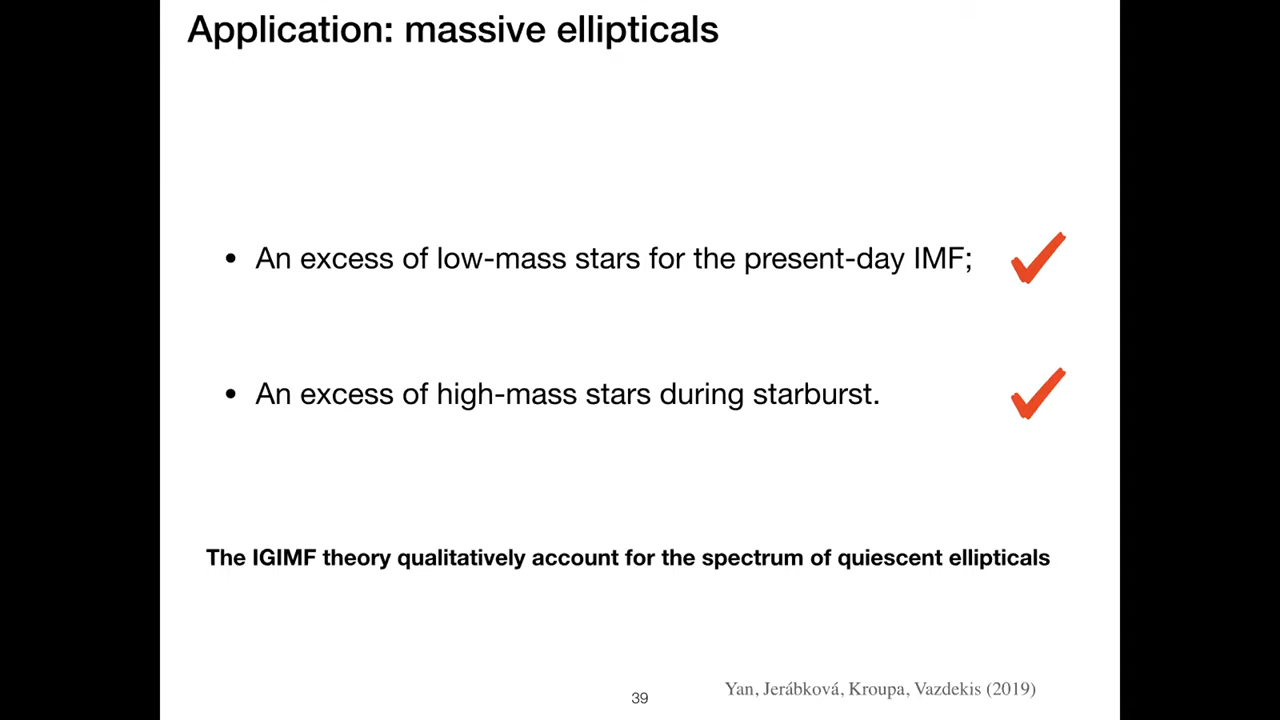 Application: massive ellipticals
• An excess of low-mass stars for the present-day IMF;
• An excess of high-mass stars during starburst.
The IGIMF theory qualitatively account for the spectrum of quiescent ellipticals
Yan, Jerábková, Kroupa, Vazdekis (2019)
39